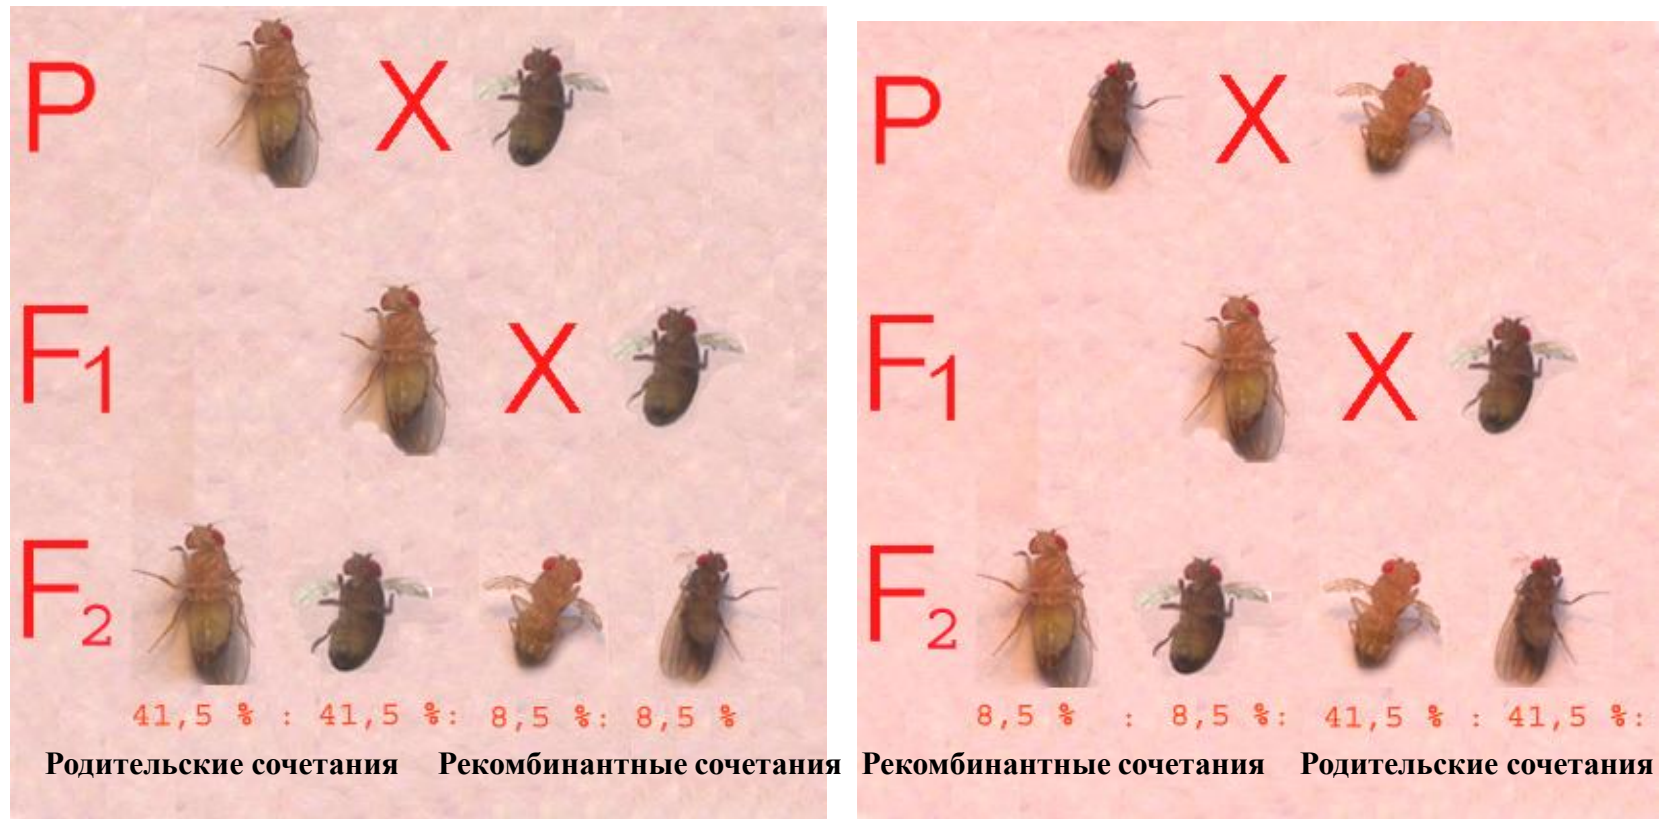 P X
F1 X
F2
41,5 % : 41,5 %: 8,5 %: 8,5 %
Родительские сочетания Рекомбинантные сочетания
P X
F1 X
F2
8,5 % : 8,5 %: 41,5 % : 41,5 %:
Рекомбинантные сочетания Родительские сочетания